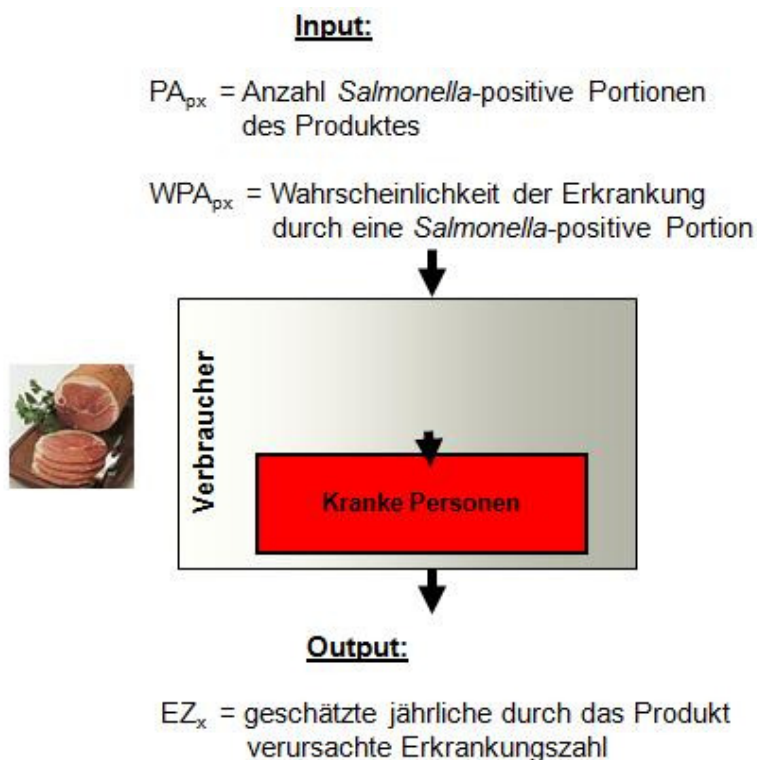 Input:
PApx = Anzahl Salmonella-positive Portionen
des Produktes
WPApx = Wahrscheinlichkeit der Erkrankung
durch eine Salmonella-positive Portion
Verbraucher
Kranke Personen
Output:
EZx = geschätzte jährliche durch das Produkt
verursachte Erkrankungszahl